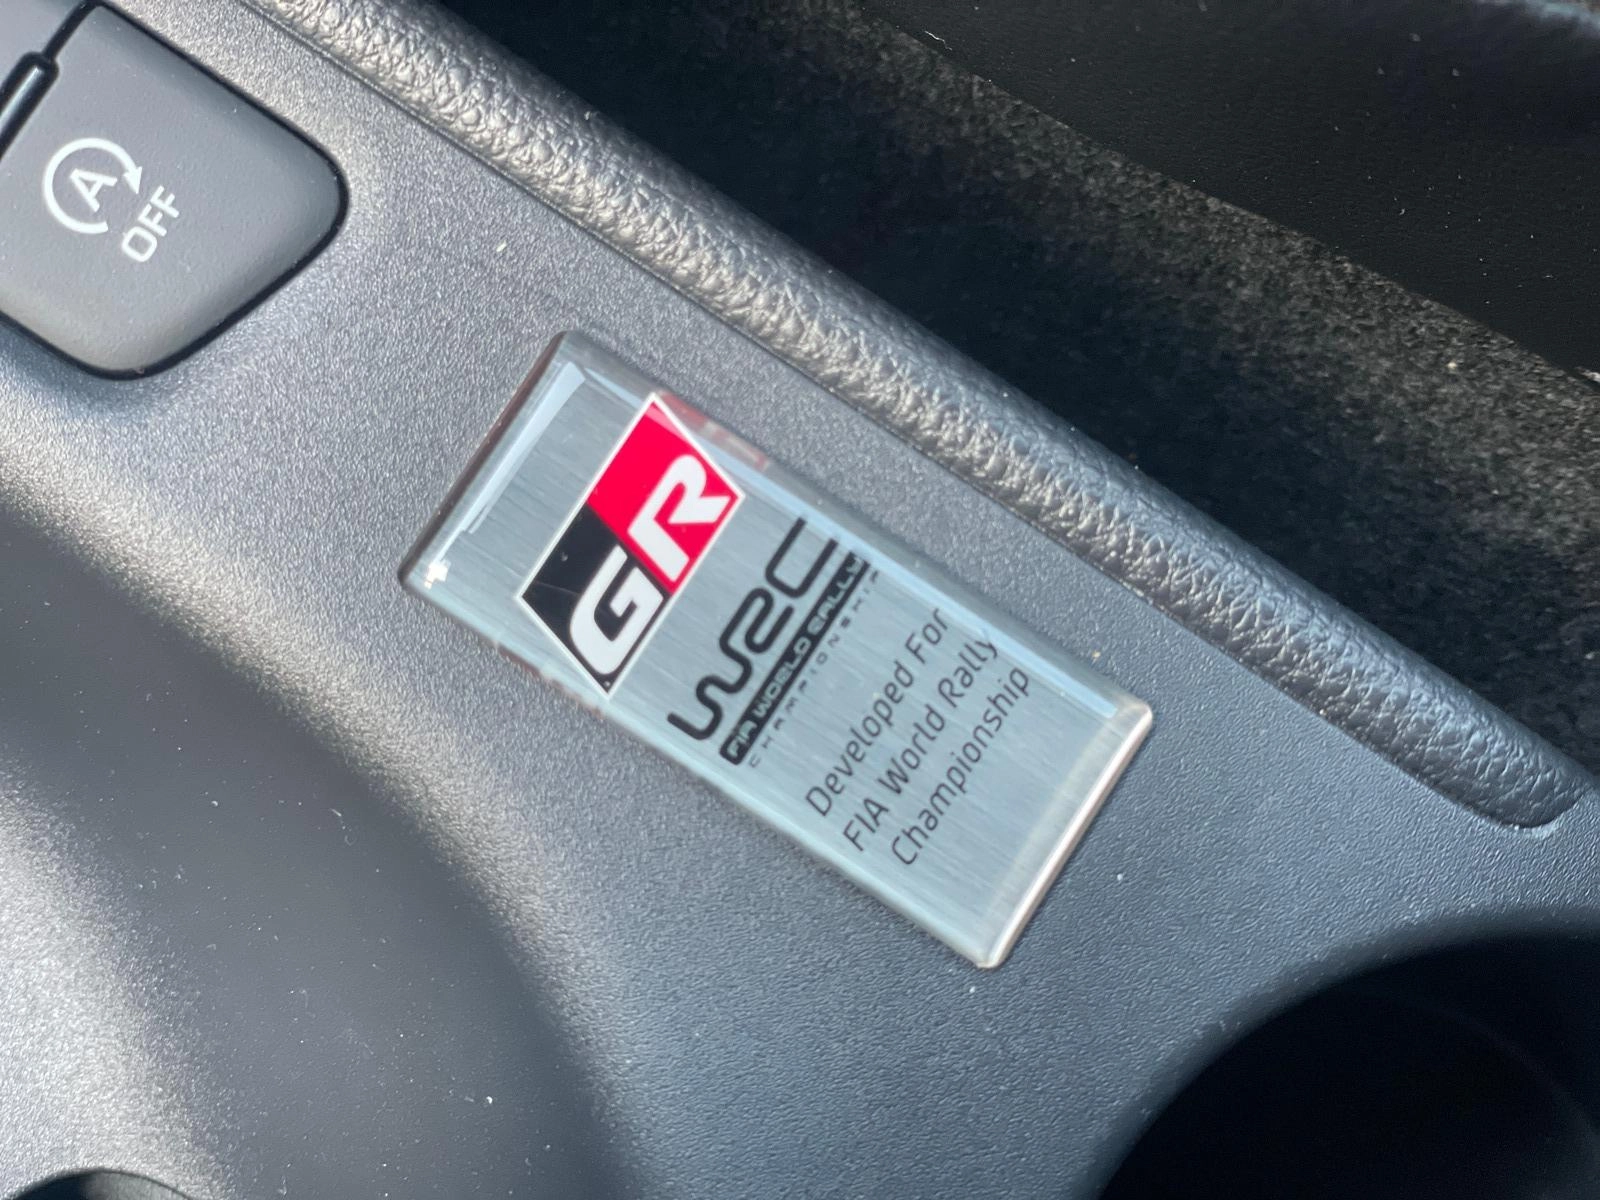 A
OFF
GR
WRC
FIA WORLD RALLY
CHAMPIONSHIP
Developed For
FIA World Rally
Championship